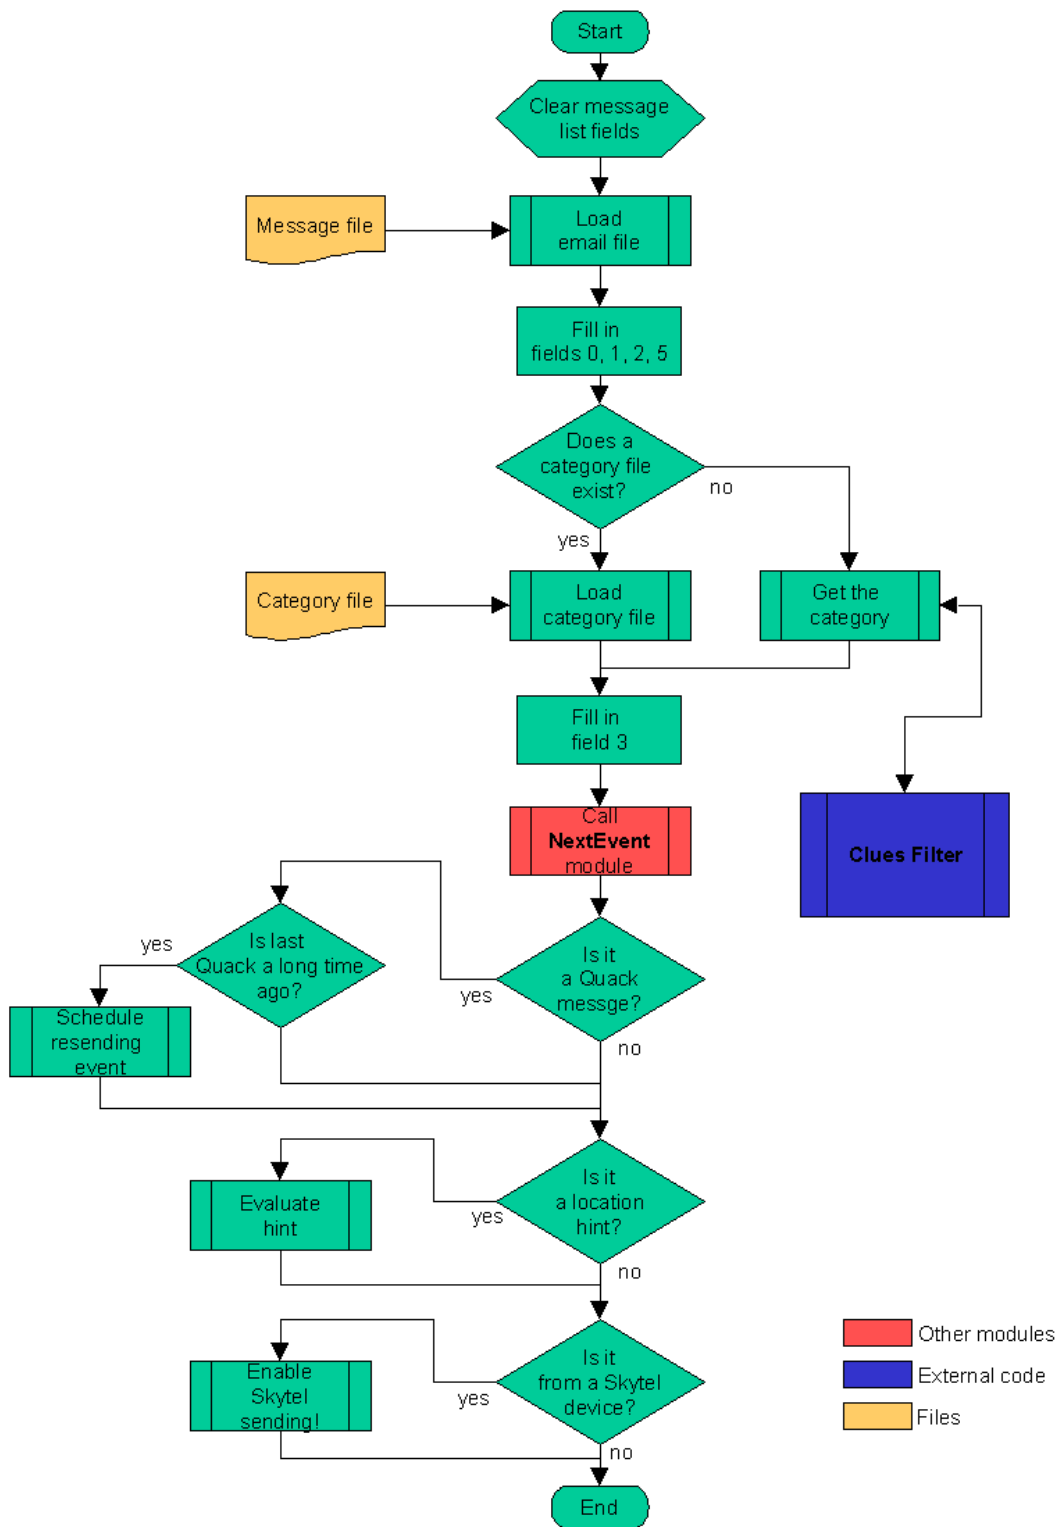 Start
Clear message
list fields
Message file
Load
email file
Fill in
fields 0, 1, 2, 5
Does a
category file
exist?
no
yes
Category file
Load
category file
Get the
category
Fill in
field 3
Call
NextEvent
module
Clues Filter
Is last
Quack a long time
ago?
yes
Is it
a Quack
messge?
yes
no
Schedule
resending
event
Is it
a location
hint?
yes
no
Evaluate
hint
Is it
from a Skytel
device?
yes
no
Enable
Skytel
sending!
Other modules
External code
Files
End